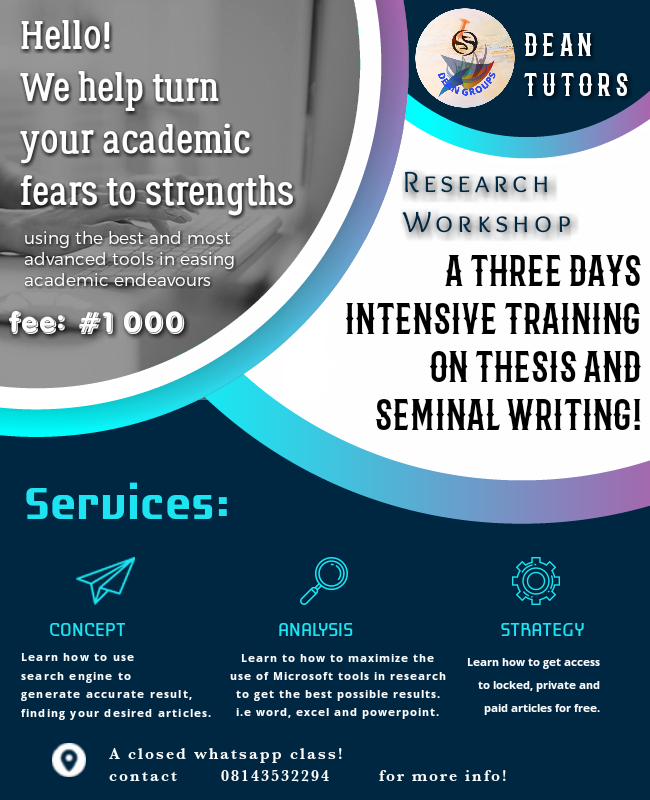 Hello!
We help turn
your academic
fears to strengths
using the best and most
advanced tools in easing
academic endeavours
fee: #1 000
DEAN GROUPS
DEAN
TUTORS
Research
Workshop
A THREE DAYS
INTENSIVE TRAINING
ON THESIS AND
SEMINAL WRITING!
Services:
CONCEPT
Learn how to use
search engine to
generate accurate result,
finding your desired articles.
ANALYSIS
Learn to how to maximize the
use of Microsoft tools in research
to get the best possible results.
i.e word, excel and powerpoint.
STRATEGY
Learn how to get access
to locked, private and
paid articles for free.
A closed whatsapp class!
contact 08143532294 for more info!